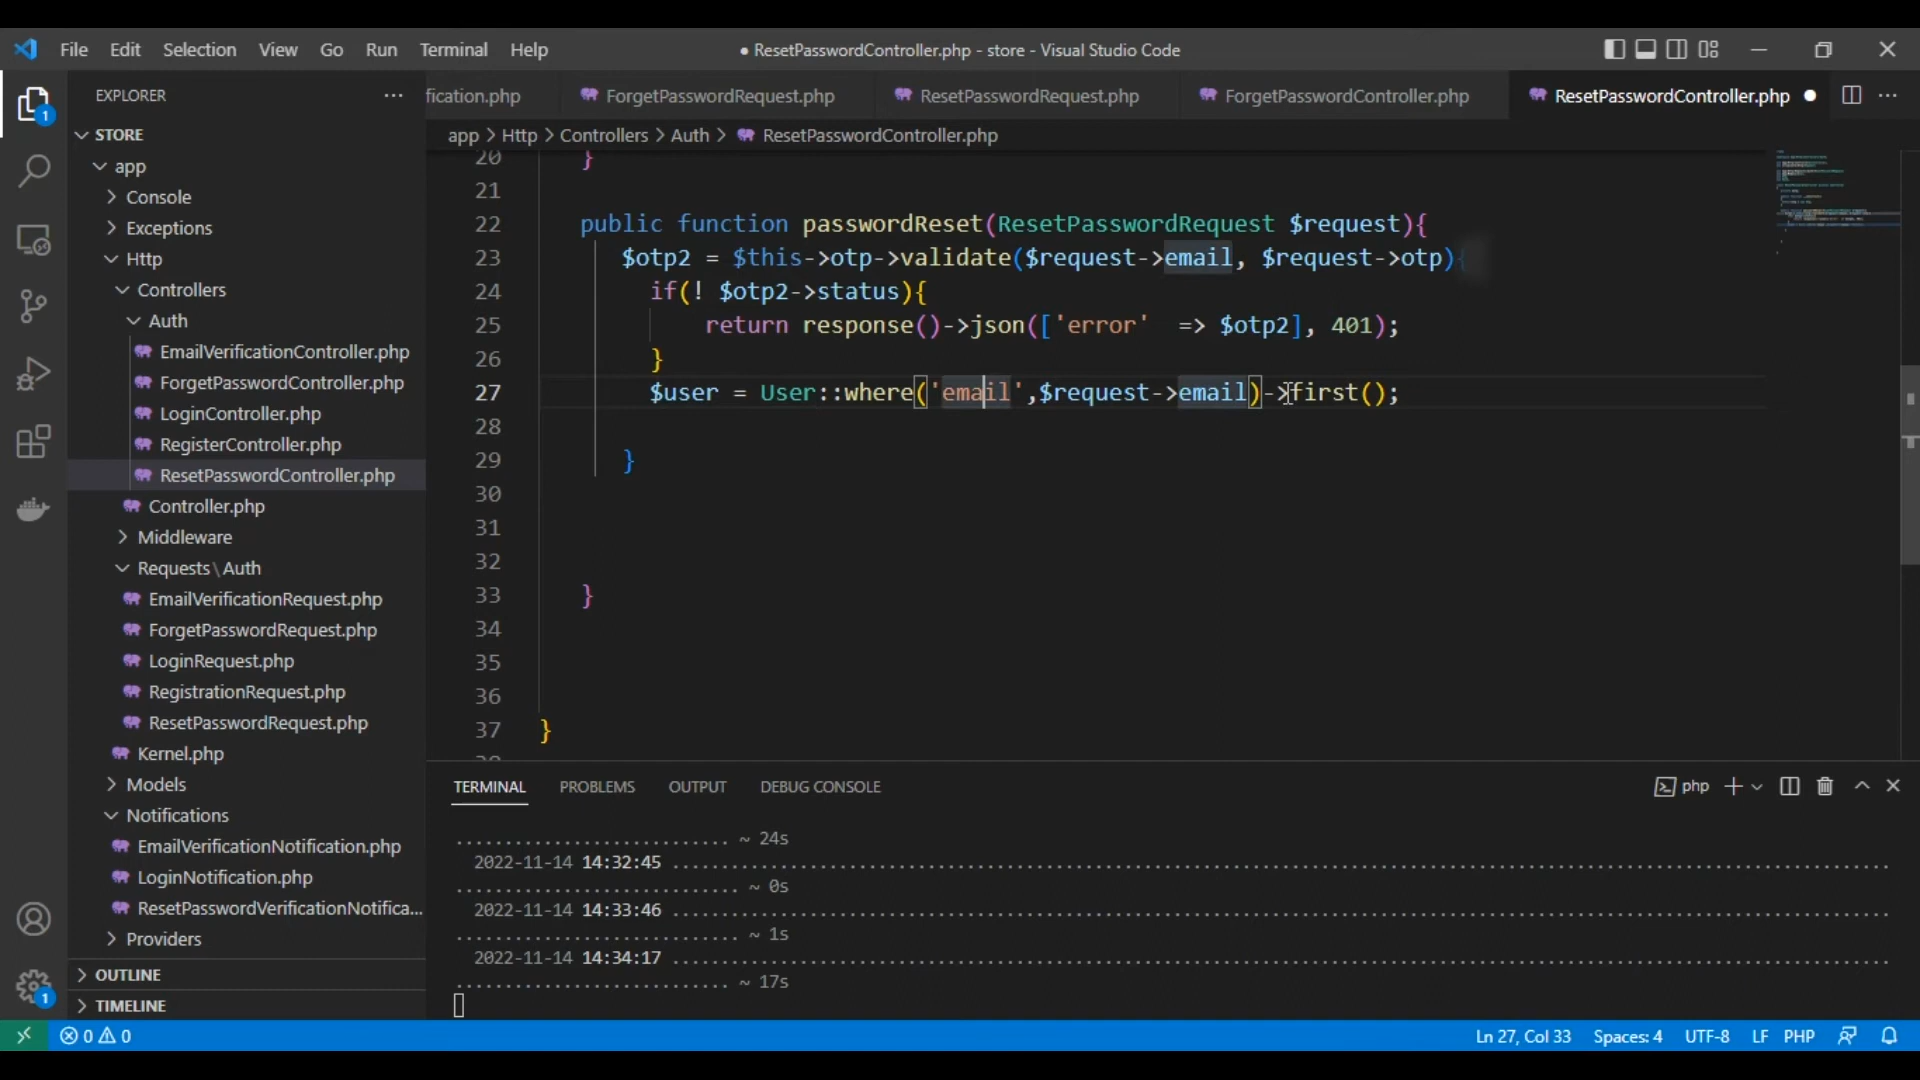 File Edit Selection View Go Run Terminal Help
● ResetPasswordController.php - store - Visual Studio Code
EXPLORER
fication.php ForgetPasswordRequest.php ResetPasswordRequest.php ForgetPasswordController.php ResetPasswordController.php
app > Http > Controllers > Auth > ResetPasswordController.php
1
STORE
app
Console
Exceptions
Http
Controllers
Auth
EmailVerificationController.php
ForgetPasswordController.php
LoginController.php
RegisterController.php
ResetPasswordController.php
Controller.php
Middleware
Requests\Auth
EmailVerificationRequest.php
ForgetPasswordRequest.php
LoginRequest.php
RegistrationRequest.php
ResetPasswordRequest.php
Kernel.php
Models
Notifications
EmailVerificationNotification.php
LoginNotification.php
ResetPasswordVerificationNotifica...
Providers
OUTLINE
TIMELINE
1
20 }
21
22 public function passwordReset(ResetPasswordRequest $request){
23 $otp2 = $this->otp->validate($request->email, $request->otp){
24 if(! $otp2->status){
25 return response()->json(['error' => $otp2], 401);
26 }
27 $user = User::where('email',$request->email)->first();
28
29 }
30
31
32
33 }
34
35
36
37 }
TERMINAL PROBLEMS OUTPUT DEBUG CONSOLE
php
........................... ~ 24s
2022-11-14 14:32:45 ........................................................................................
............................ ~ 0s
2022-11-14 14:33:46 ........................................................................................
............................ ~ 1s
2022-11-14 14:34:17 ........................................................................................
........................... ~ 17s
0 0
Ln 27, Col 33 Spaces: 4 UTF-8 LF PHP